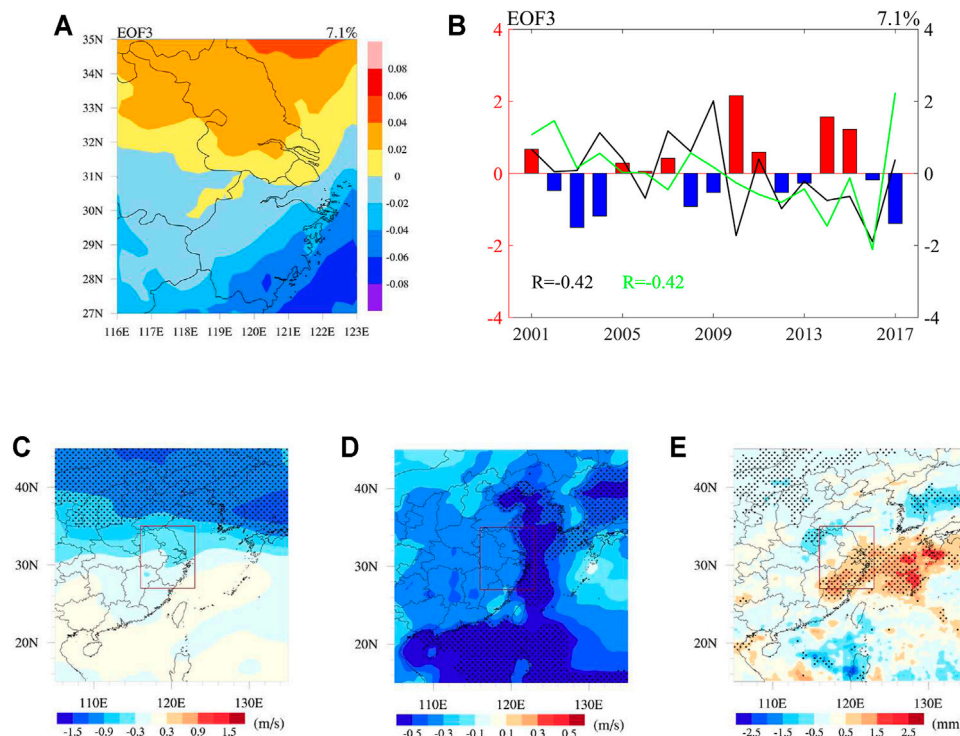 A
EOF3 7.1%
35N
34N
33N
32N
31N
30N
29N
28N
27N
116E 117E 118E 119E 120E 121E 122E 123E
0.08
0.06
0.04
0.02
0
-0.02
-0.04
-0.06
-0.08
B
EOF3 7.1%
4 4
2 2
0 0
-2 -2
-4 -4
R=-0.42 R=-0.42
2001 2005 2009 2013 2017
C
40N
30N
20N
110E 120E 130E
-1.5 -0.9 -0.3 0.3 0.9 1.5 (m/s)
D
40N
30N
20N
110E 120E 130E
-0.5 -0.3 -0.1 0.1 0.3 0.5 (m/s)
E
40N
30N
20N
110E 120E 130E
-2.5 -1.5 -0.5 0.5 1.5 2.5 (mm